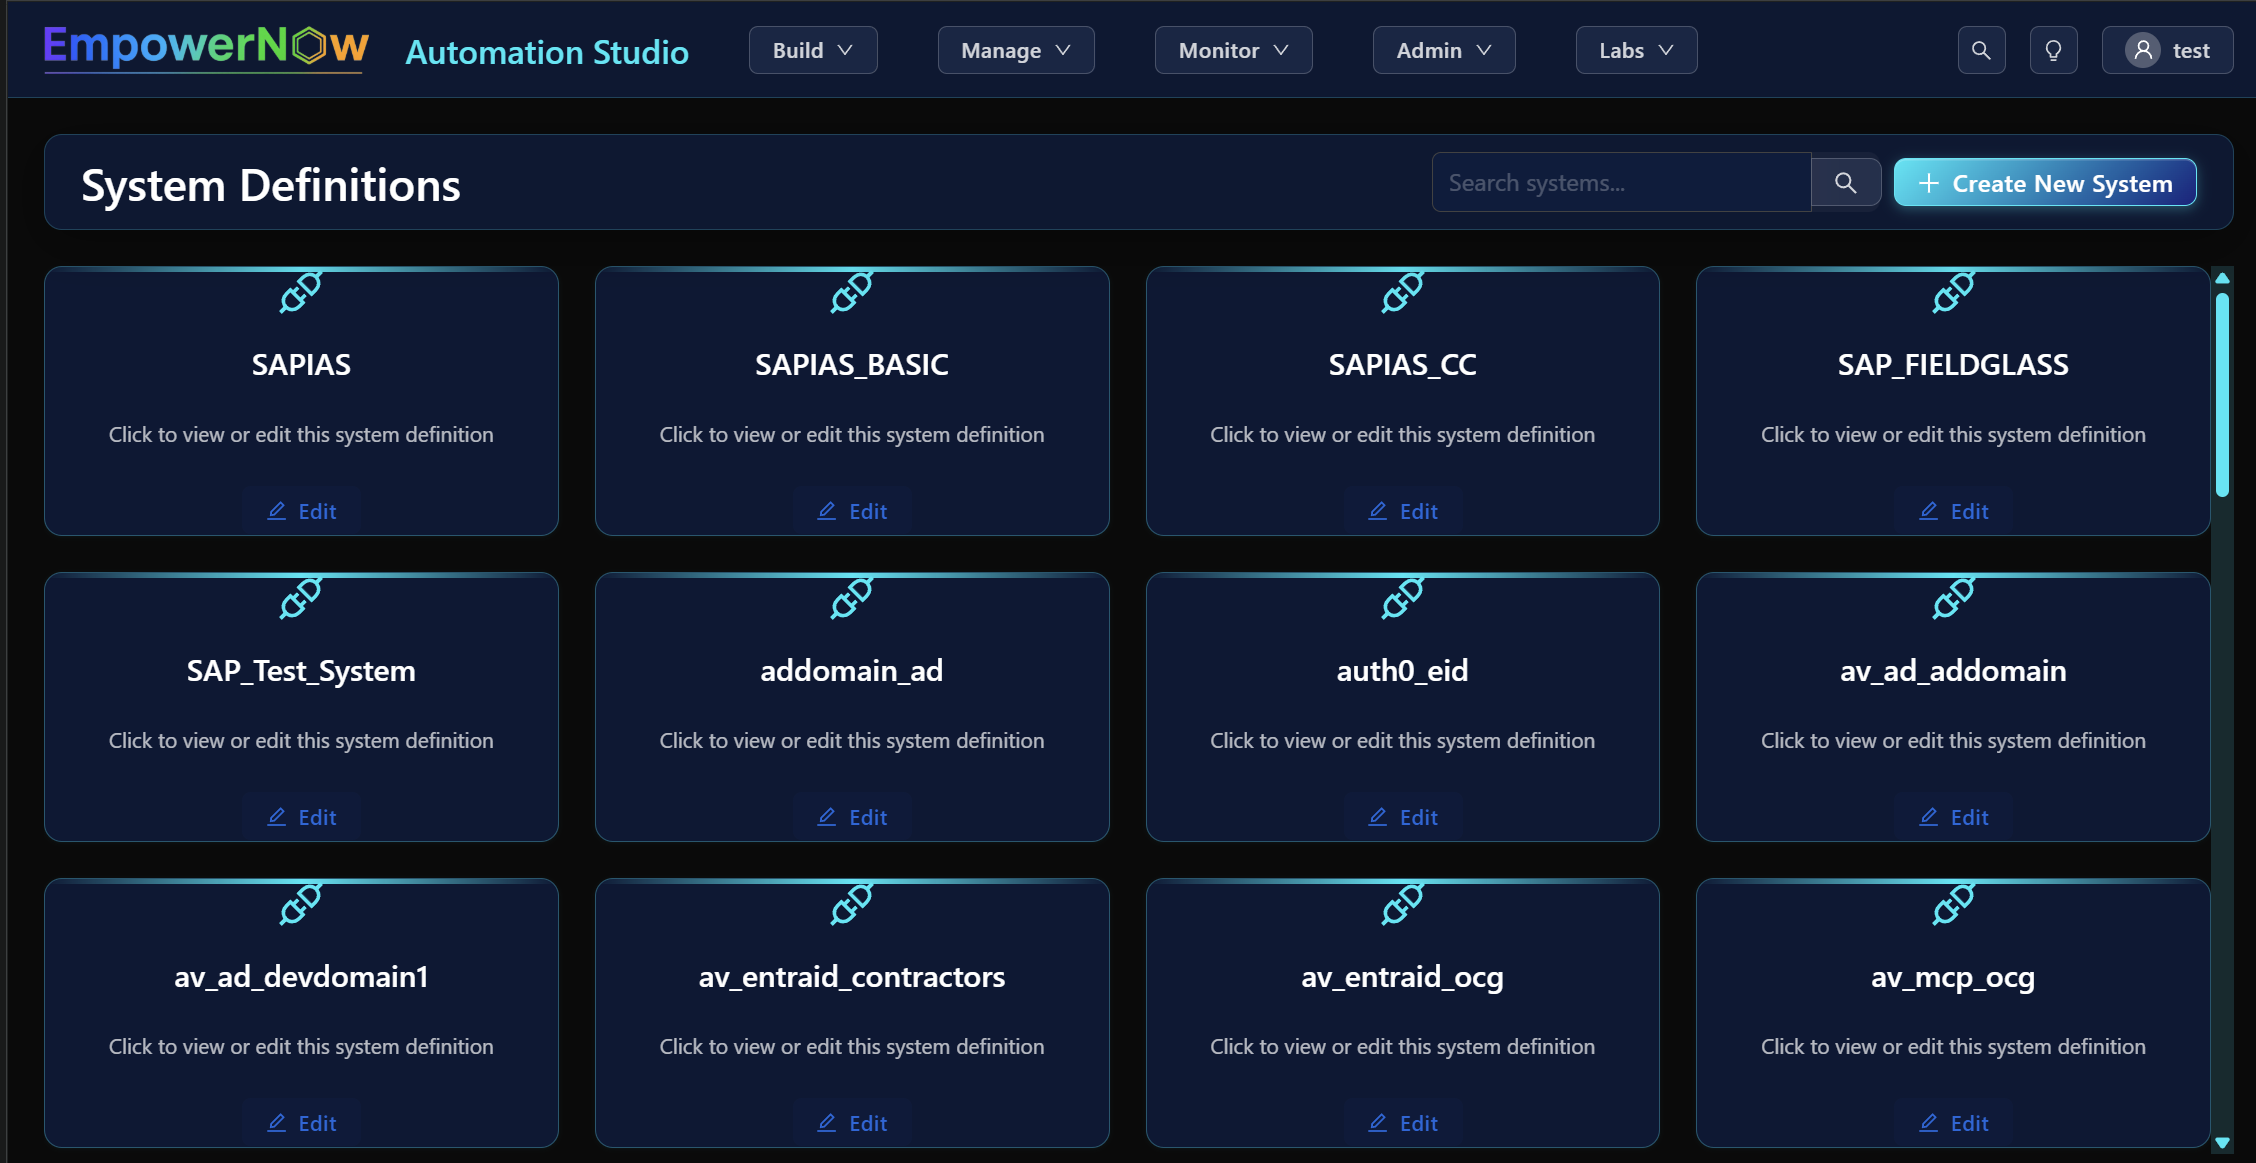 EmpowerNow Automation Studio Build Manage Monitor Admin Labs test
System Definitions Search systems... Create New System
SAPIAS SAPIAS_BASIC SAPIAS_CC SAP_FIELDGLASS
Click to view or edit this system definition Click to view or edit this system definition Click to view or edit this system definition Click to view or edit this system definition
Edit Edit Edit Edit
SAP_Test_System addomain_ad auth0_eid av_ad_addomain
Click to view or edit this system definition Click to view or edit this system definition Click to view or edit this system definition Click to view or edit this system definition
Edit Edit Edit Edit
av_ad_devdomain1 av_entraid_contractors av_entraid_ocg av_mcp_ocg
Click to view or edit this system definition Click to view or edit this system definition Click to view or edit this system definition Click to view or edit this system definition
Edit Edit Edit Edit